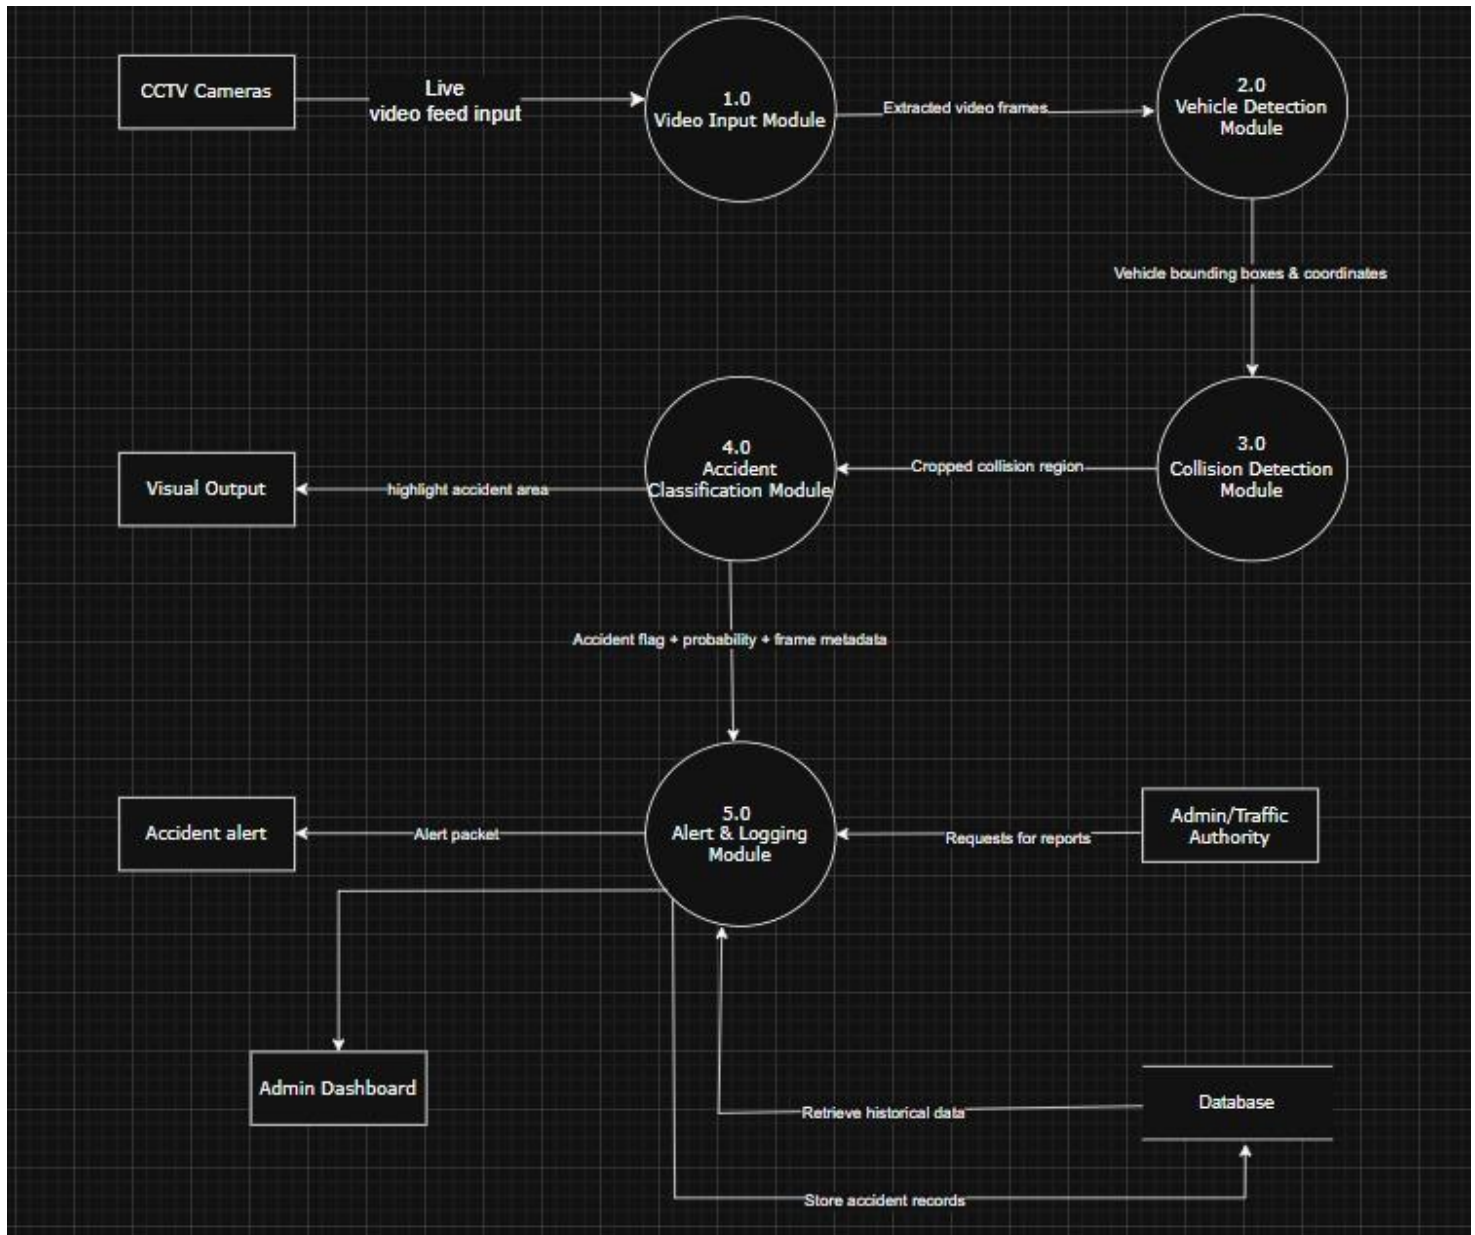 CCTV Cameras
Live
video feed input
1.0
Video Input Module
Extracted video frames
2.0
Vehicle Detection
Module
Vehicle bounding boxes & coordinates
3.0
Collision Detection
Module
Cropped collision region
4.0
Accident
Classification Module
highlight accident area
Visual Output
Accident flag + probability + frame metadata
5.0
Alert & Logging
Module
Alert packet
Accident alert
Requests for reports
Admin/Traffic
Authority
Admin Dashboard
Retrieve historical data
Database
Store accident records